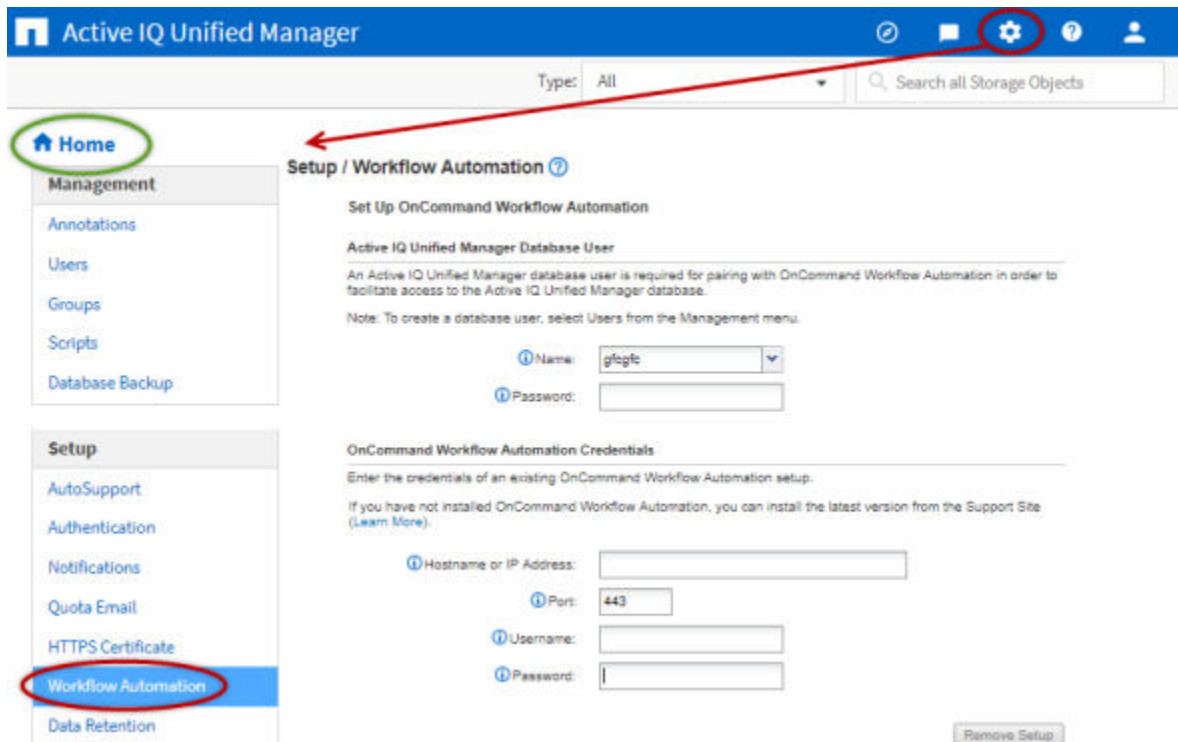 Active IQ Unified Manager
Type: All
Search all Storage Objects
Home
Management
Annotations
Users
Groups
Scripts
Database Backup
Setup
AutoSupport
Authentication
Notifications
Quota Email
HTTPS Certificate
Workflow Automation
Data Retention
Setup / Workflow Automation ?
Set Up OnCommand Workflow Automation
Active IQ Unified Manager Database User
An Active IQ Unified Manager database user is required for pairing with OnCommand Workflow Automation in order to
facilitate access to the Active IQ Unified Manager database.
Note: To create a database user, select Users from the Management menu.
Name:
Password:
OnCommand Workflow Automation Credentials
Enter the credentials of an existing OnCommand Workflow Automation setup.
If you have not installed OnCommand Workflow Automation, you can install the latest version from the Support Site
(Learn More).
Hostname or IP Address:
Port: 443
Username:
Password:
Remove Setup